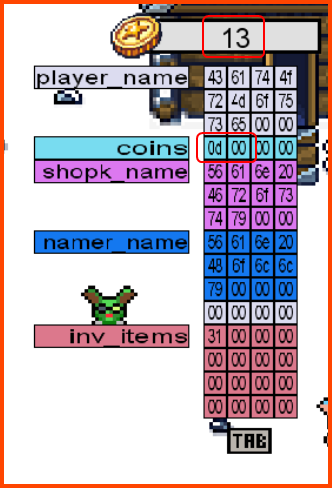 13
player_name 43 61 74 4f
72 4d 6f 75
73 65 00 00
coins 0d 00 00 00
shopk_name 56 61 6e 20
46 72 6f 73
74 79 00 00
namer_name 56 61 6e 20
48 6f 6c 6c
79 00 00 00
00 00 00 00
inv_items 31 00 00 00
00 00 00 00
00 00 00 00
00 00 00 00
TAB